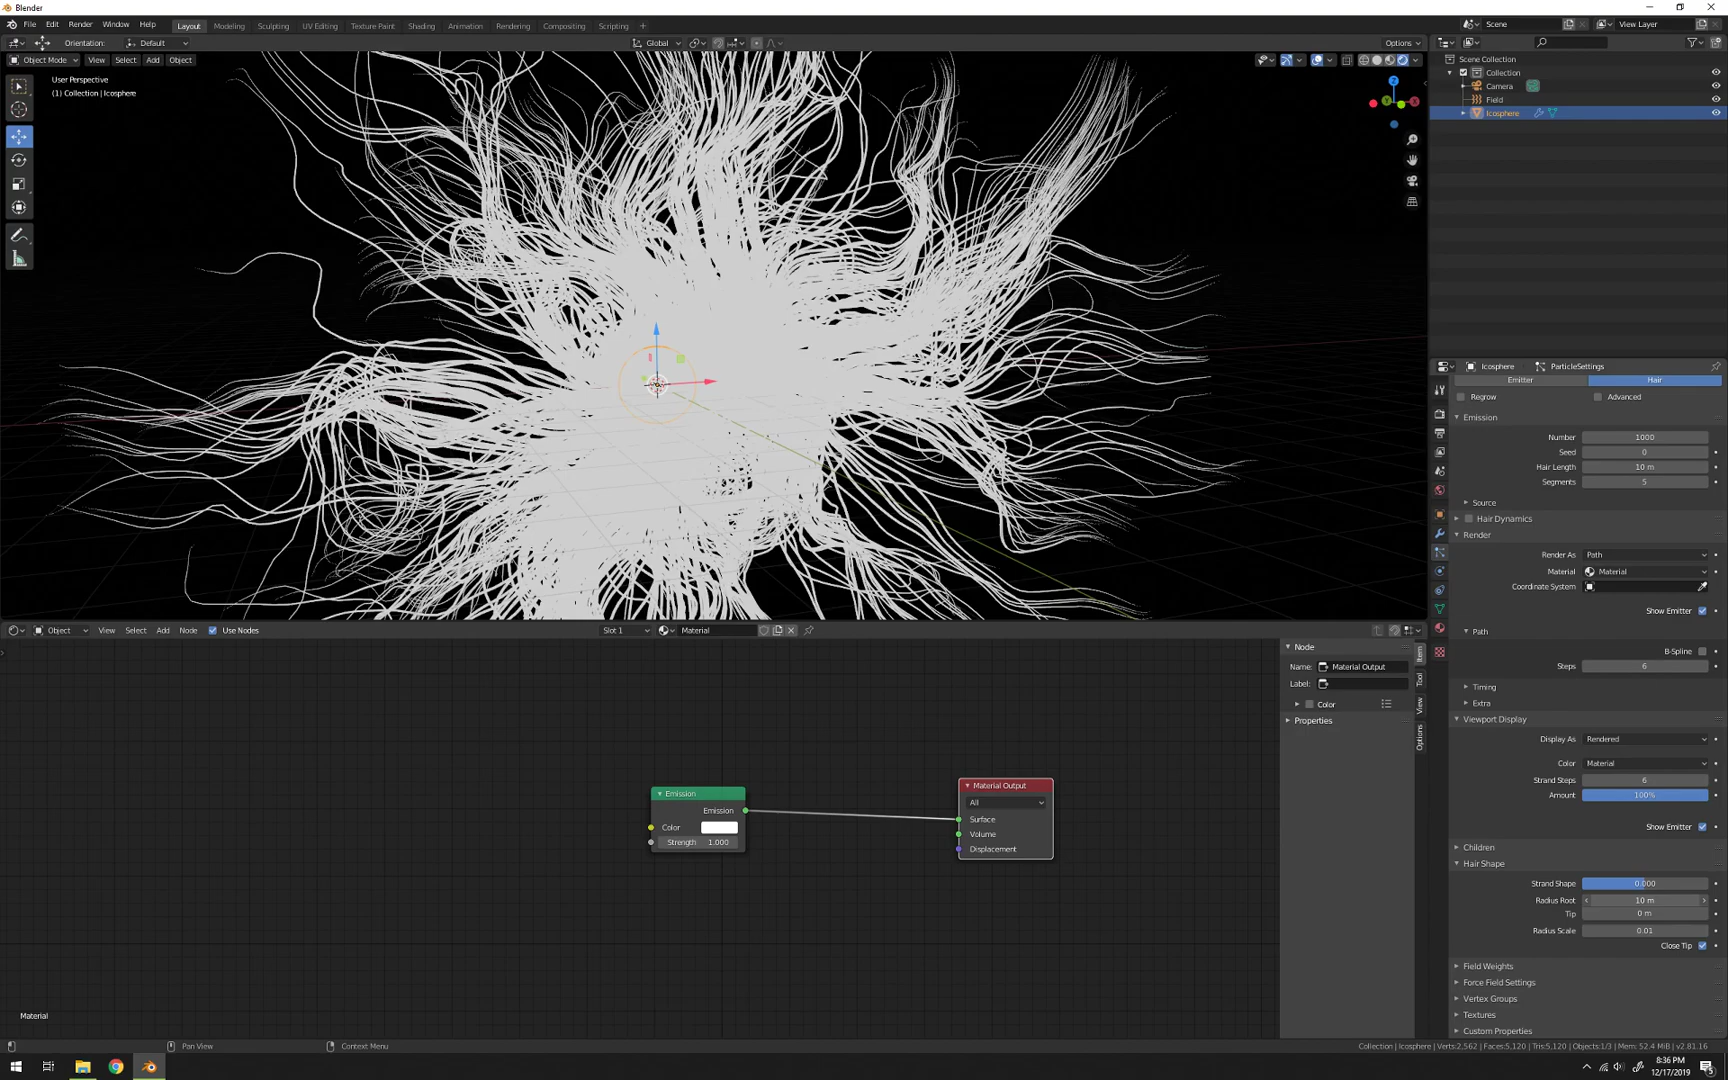 Blender
File Edit Render Window Help
Layout Modeling Sculpting UV Editing Texture Paint Shading Animation Rendering Compositing Scripting +
Scene
View Layer
Orientation: Default
Global
Options
Object Mode View Select Add Object
User Perspective
(1) Collection | Icosphere
Z
Scene Collection
Collection
Camera
Field
Icosphere
Icosphere ParticleSettings
Emitter Hair
Regrow Advanced
Emission
Number 1000
Seed 0
Hair Length 10 m
Segments 5
Source
Hair Dynamics
Render
Render As Path
Material Material
Coordinate System
Show Emitter
Path
B-Spline
Steps 6
Timing
Extra
Viewport Display
Display As Rendered
Color Material
Strand Steps 6
Amount 100%
Show Emitter
Children
Hair Shape
Strand Shape 0.000
Radius Root 10 m
Tip 0 m
Radius Scale 0.01
Close Tip
Field Weights
Force Field Settings
Vertex Groups
Textures
Custom Properties
Object View Select Add Node Use Nodes
Slot 1
Material
Node
Name: Material Output
Label:
Color
Properties
Item
Tool
View
Options
Emission
Emission
Color
Strength 1.000
Material Output
All
Surface
Volume
Displacement
Material
Pan View
Context Menu
Collection | Icosphere | Verts:2,562 | Faces:5,120 | Tris:5,120 | Objects:1/3 | Mem: 52.4 MiB | v2.81.16
8:36 PM
12/17/2019
5